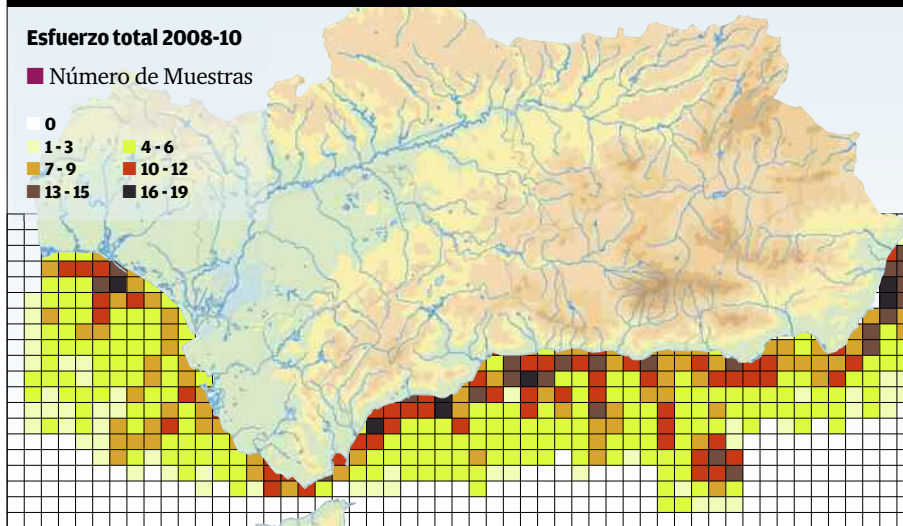 Esfuerzo total 2008-10
Número de Muestras
0
1 - 3 4 - 6
7 - 9 10 - 12
13 - 15 16 - 19